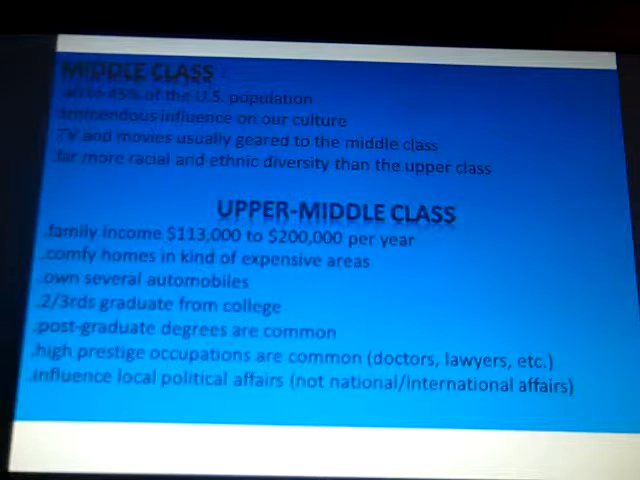 MIDDLE CLASS
.40 to 45% of the U.S. population
.tremendous influence on our culture
.TV and movies usually geared to the middle class
.far more racial and ethnic diversity than the upper class
UPPER-MIDDLE CLASS
.family income $113,000 to $200,000 per year
.comfy homes in kind of expensive areas
.own several automobiles
.2/3rds graduate from college
.post-graduate degrees are common
.high prestige occupations are common (doctors, lawyers, etc.)
.influence local political affairs (not national/international affairs)